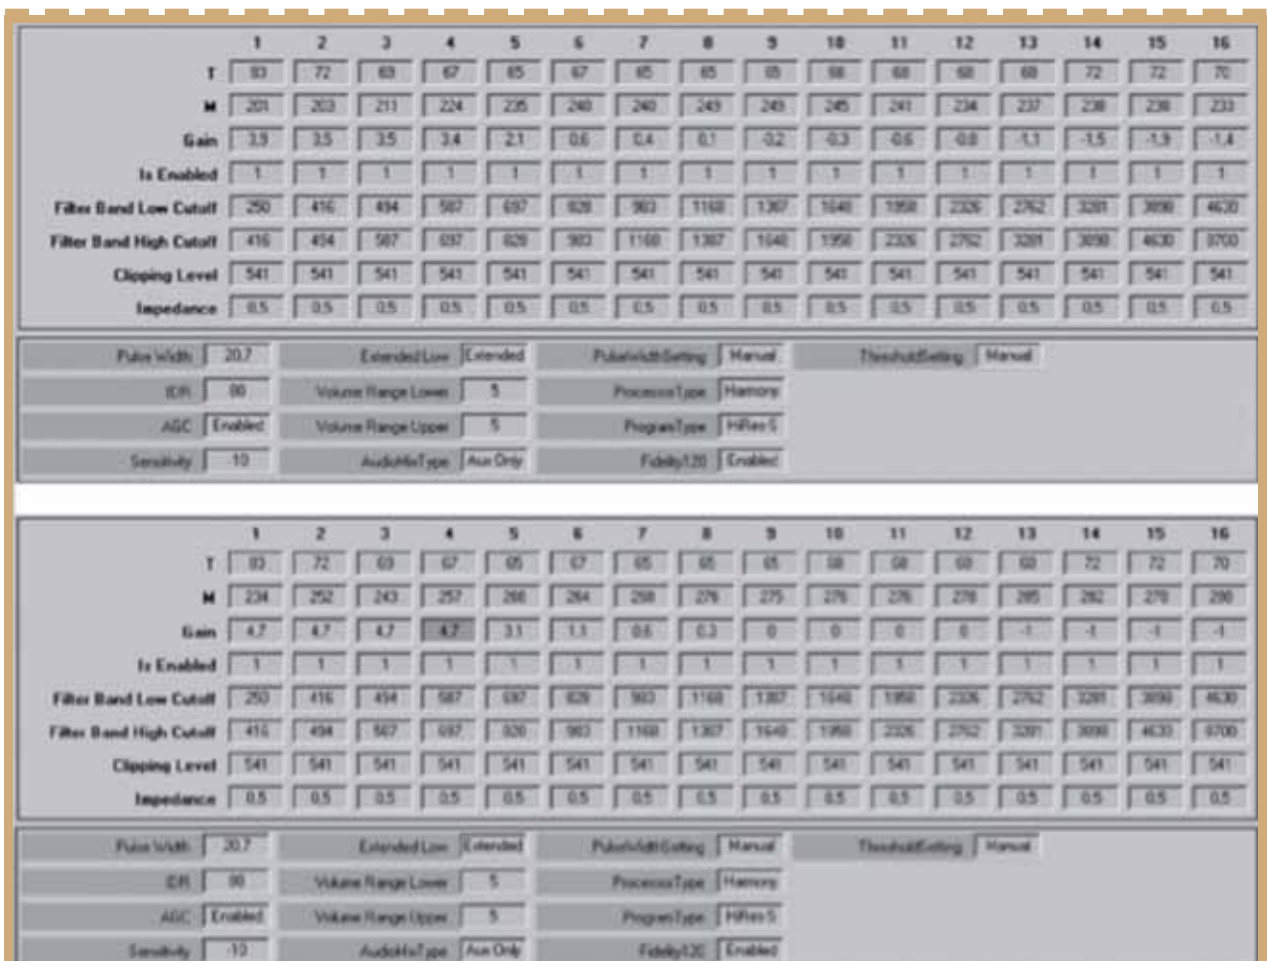 1 2 3 4 5 6 7 8 9 10 11 12 13 14 15 16
T 83 72 69 67 65 67 65 65 65 68 68 68 68 72 72 70
M 201 203 211 224 235 240 240 249 249 245 241 234 237 238 238 233
Gain 3.9 3.5 3.5 3.4 2.1 0.6 0.4 0.1 -0.2 -0.3 -0.6 -0.8 -1.1 -1.5 -1.9 -1.4
Is Enabled 1 1 1 1 1 1 1 1 1 1 1 1 1 1 1 1
Filter Band Low Cutoff 250 416 494 587 697 828 983 1168 1387 1648 1958 2326 2762 3281 3898 4630
Filter Band High Cutoff 416 494 587 697 828 983 1168 1387 1648 1958 2326 2762 3281 3898 4630 8700
Clipping Level 541 541 541 541 541 541 541 541 541 541 541 541 541 541 541 541
Impedance 0.5 0.5 0.5 0.5 0.5 0.5 0.5 0.5 0.5 0.5 0.5 0.5 0.5 0.5 0.5 0.5
Pulse Width 20.7 Extended Low Extended PulseWidthSetting Manual ThresholdSetting Manual
IDR 80 Volume Range Lower 5 ProcessorType Harmony
AGC Enabled Volume Range Upper 5 ProgramType HiRes-S
Sensitivity -10 AudioMixType Aux Only Fidelity120 Enabled
1 2 3 4 5 6 7 8 9 10 11 12 13 14 15 16
T 83 72 69 67 65 67 65 65 65 68 68 68 68 72 72 70
M 234 252 243 257 268 264 268 276 275 276 276 278 285 282 278 280
Gain 4.7 4.7 4.7 4.7 3.1 1.1 0.6 0.3 0 0 0 0 -1 -1 -1 -1
Is Enabled 1 1 1 1 1 1 1 1 1 1 1 1 1 1 1 1
Filter Band Low Cutoff 250 416 494 587 697 828 983 1168 1387 1648 1958 2326 2762 3281 3898 4630
Filter Band High Cutoff 416 494 587 697 828 983 1168 1387 1648 1958 2326 2762 3281 3898 4630 8700
Clipping Level 541 541 541 541 541 541 541 541 541 541 541 541 541 541 541 541
Impedance 0.5 0.5 0.5 0.5 0.5 0.5 0.5 0.5 0.5 0.5 0.5 0.5 0.5 0.5 0.5 0.5
Pulse Width 20.7 Extended Low Extended PulseWidthSetting Manual ThresholdSetting Manual
IDR 80 Volume Range Lower 5 ProcessorType Harmony
AGC Enabled Volume Range Upper 5 ProgramType HiRes-S
Sensitivity -10 AudioMixType Aux Only Fidelity120 Enabled